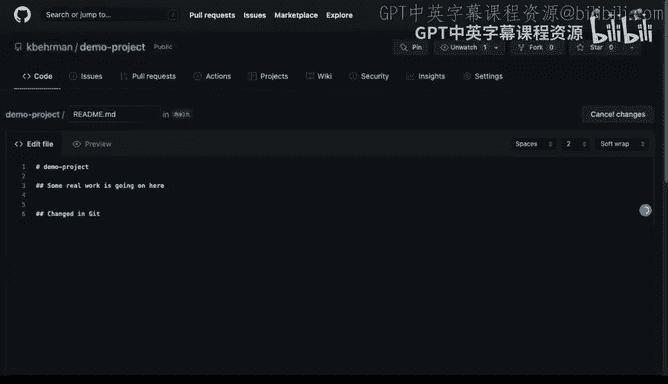 GPT中英字幕课程资源@bilibili.com
GPT中英字幕课程资源 bilibili
Search or jump to... / Pull requests Issues Marketplace Explore
kbehrman / demo-project Public Pin Unwatch 1 Fork 0 Star 0
Code Issues Pull requests Actions Projects Wiki Security Insights Settings
demo-project / README.md in main Cancel changes
<> Edit file Preview Spaces 2 Soft wrap
1 # demo-project
2
3 ## Some real work is going on here
4
5
6 ## Changed in Git